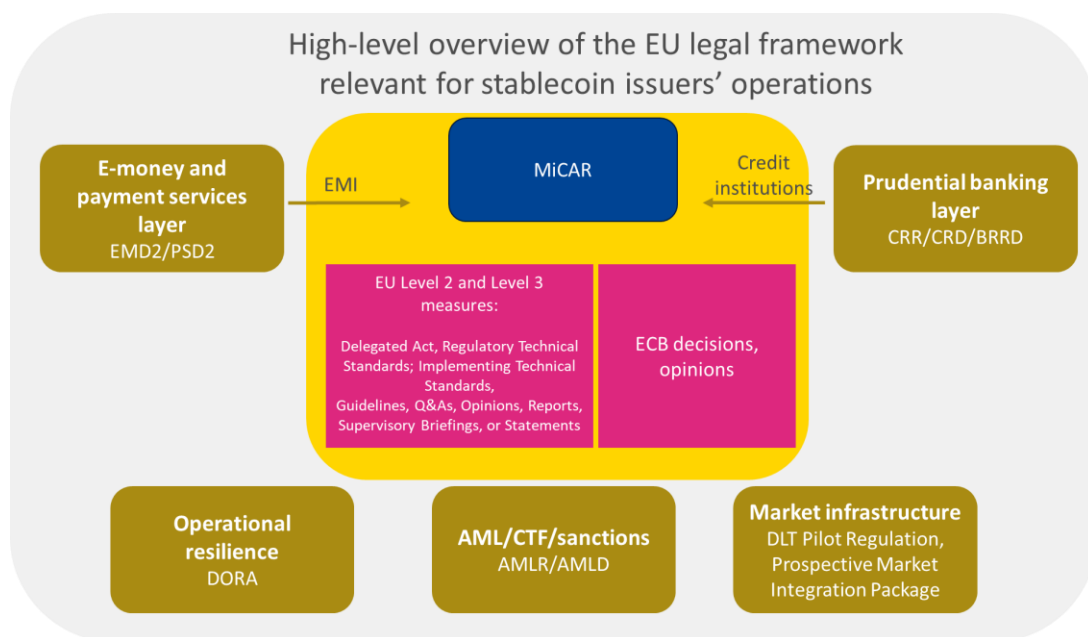 High-level overview of the EU legal framework
relevant for stablecoin issuers’ operations
E-money and
payment services
layer
EMD2/PSD2
EMI
MiCAR
Credit
institutions
Prudential banking
layer
CRR/CRD/BRRD
EU Level 2 and Level 3
measures:
Delegated Act, Regulatory Technical
Standards; Implementing Technical
Standards,
Guidelines, Q&As, Opinions, Reports,
Supervisory Briefings, or Statements
ECB decisions,
opinions
Operational
resilience
DORA
AML/CTF/sanctions
AMLR/AMLD
Market infrastructure
DLT Pilot Regulation,
Prospective Market
Integration Package